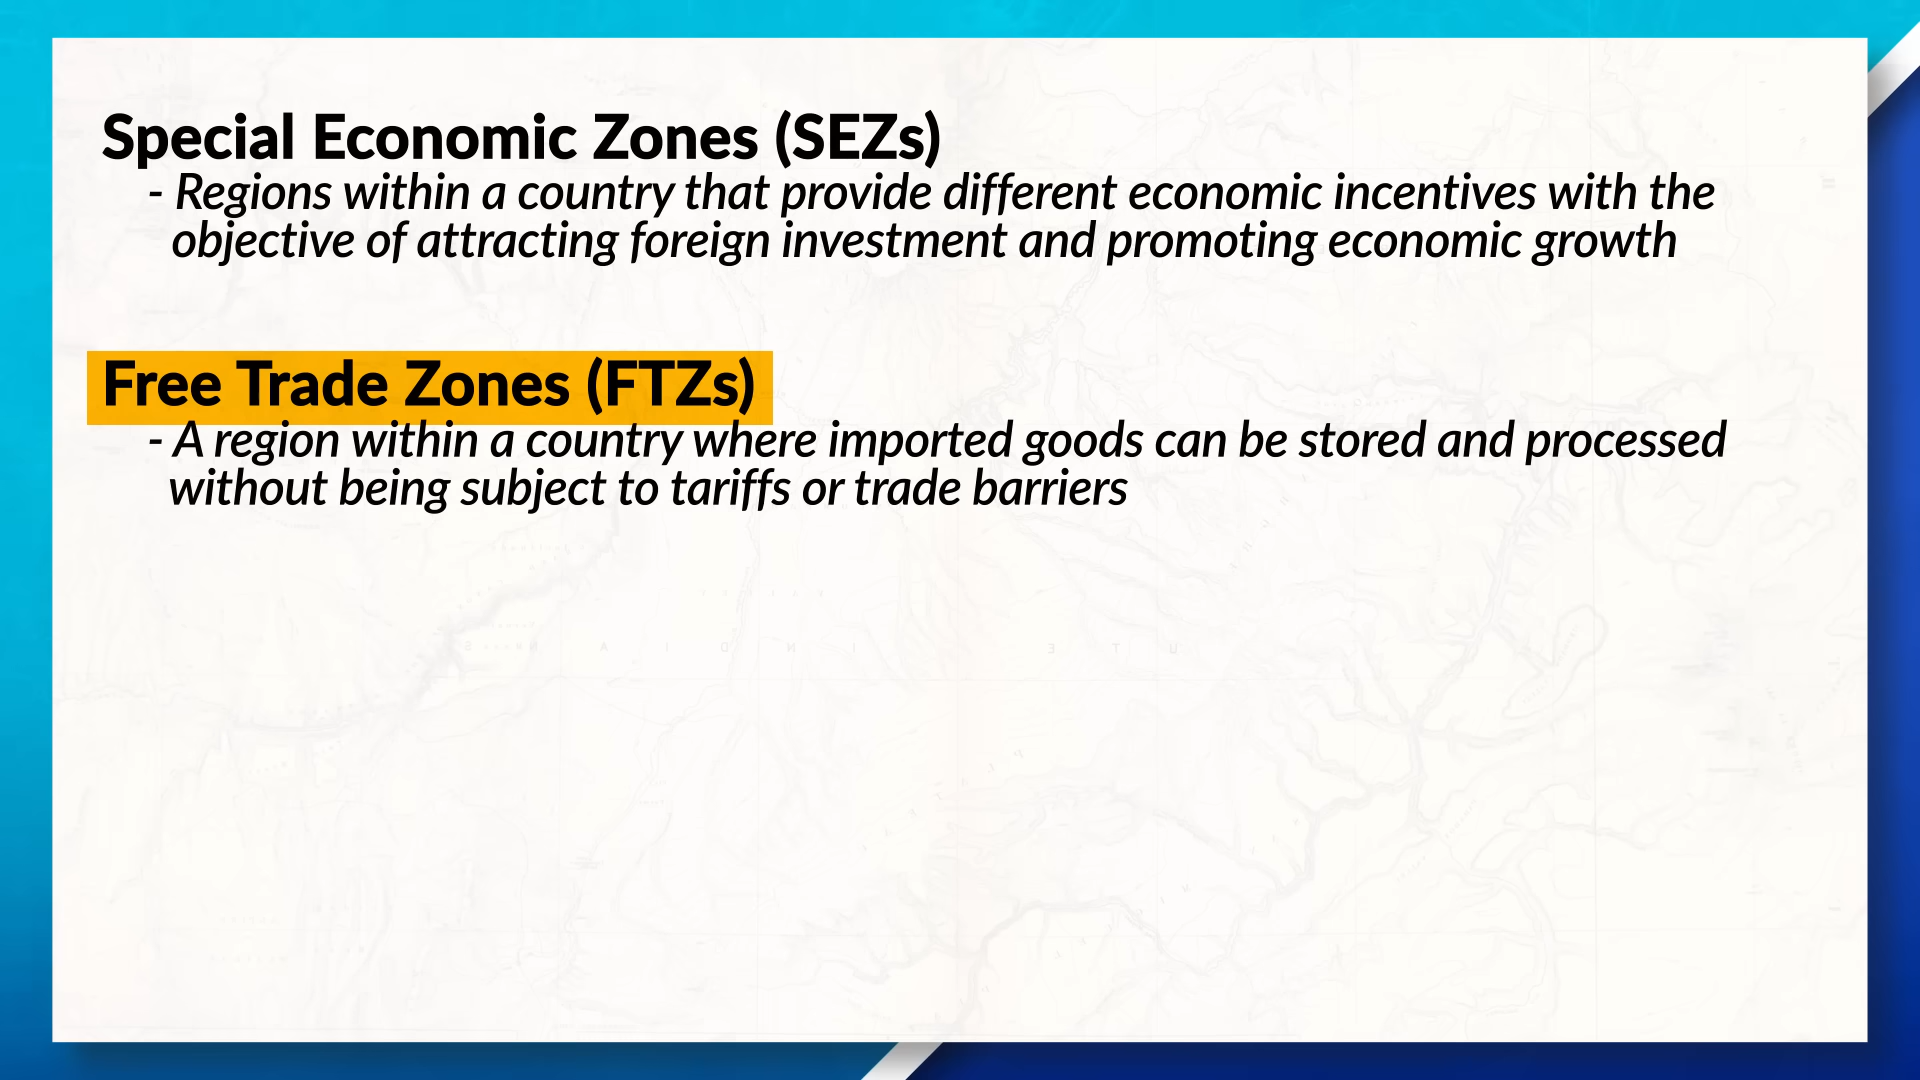 Special Economic Zones (SEZs)
- Regions within a country that provide different economic incentives with the
objective of attracting foreign investment and promoting economic growth
Free Trade Zones (FTZs)
- A region within a country where imported goods can be stored and processed
without being subject to tariffs or trade barriers